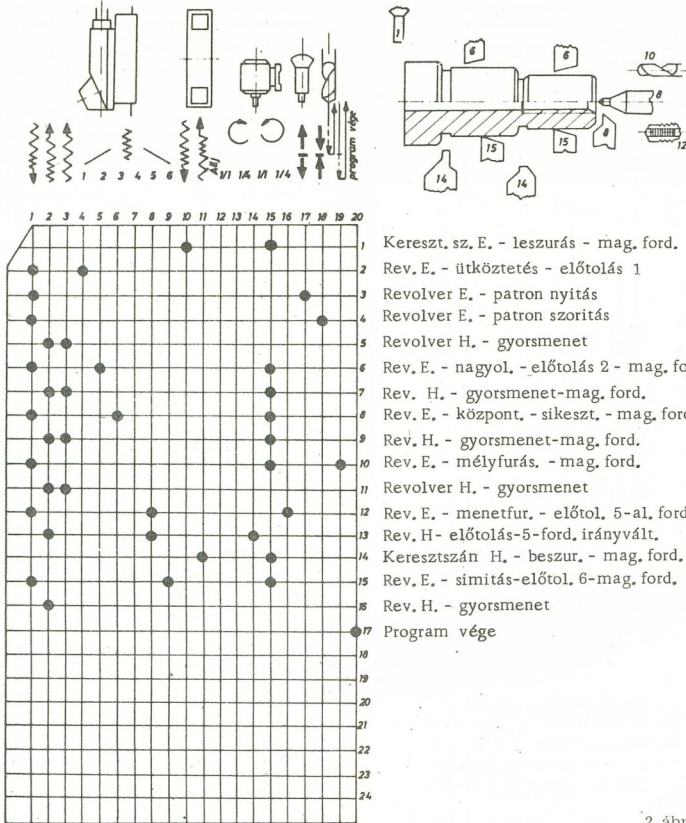 1
6
6
10
8
8
12
15
15
14
14
program vége
Állj
1 2 3 4 5 6 1/1 1/4 1/1 1/4
1 2 3 4 5 6 7 8 9 10 11 12 13 14 15 16 17 18 19 20
1 Kereszt. sz. E. - leszurás - mag. ford.
2 Rev. E. - ütköztetés - előtolás 1
3 Revolver E. - patron nyitás
4 Revolver E. - patron szoritás
5 Revolver H. - gyorsmenet
6 Rev. E. - nagyol. - előtolás 2 - mag. fo
7 Rev. H. - gyorsmenet-mag. ford.
8 Rev. E. - központ. - sikeszt. - mag. ford
9 Rev. H. - gyorsmenet-mag. ford.
10 Rev. E. - mélyfurás. - mag. ford.
11 Revolver H. - gyorsmenet
12 Rev. E. - menetfur. - előtol. 5-al. ford
13 Rev. H- előtolás-5-ford. irányvált.
14 Keresztszán H. - beszur. - mag. ford.
15 Rev. E. - simitás-előtol. 6-mag. ford.
16 Rev. H. - gyorsmenet
17 Program vége
18
19
20
21
22
23
24
2. ábr